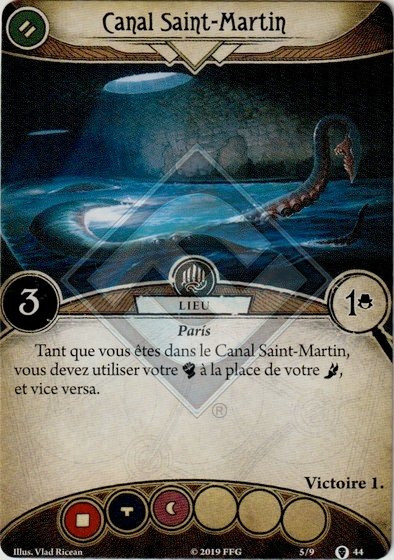 Canal Saint-Martin
3
LIEU
1
Paris
Tant que vous êtes dans le Canal Saint-Martin,
vous devez utiliser votre à la place de votre ,
et vice versa.
®
Victoire 1.
Illus. Vlad Ricean © 2019 FFG 5/9 44